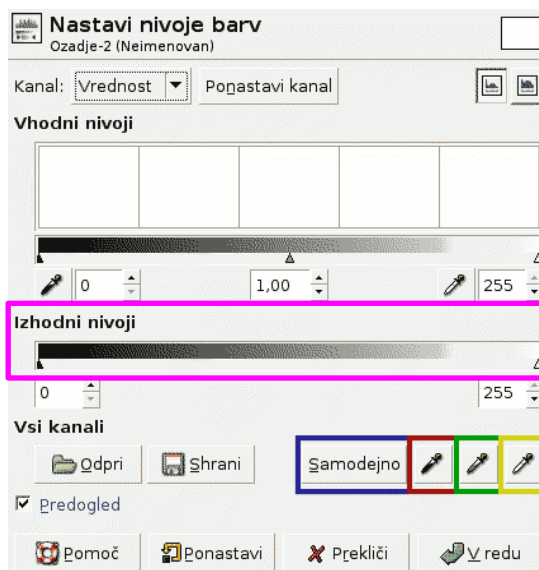 Nastavi nivoje barv
Ozadje-2 (Neimenovan)
Kanal: Vrednost Ponastavi kanal
Vhodni nivoji
0 1,00 255
Izhodni nivoji
0 255
Vsi kanali
Odpri Shrani Samodejno
Predogled
Pomoč Ponastavi Prekliči V redu